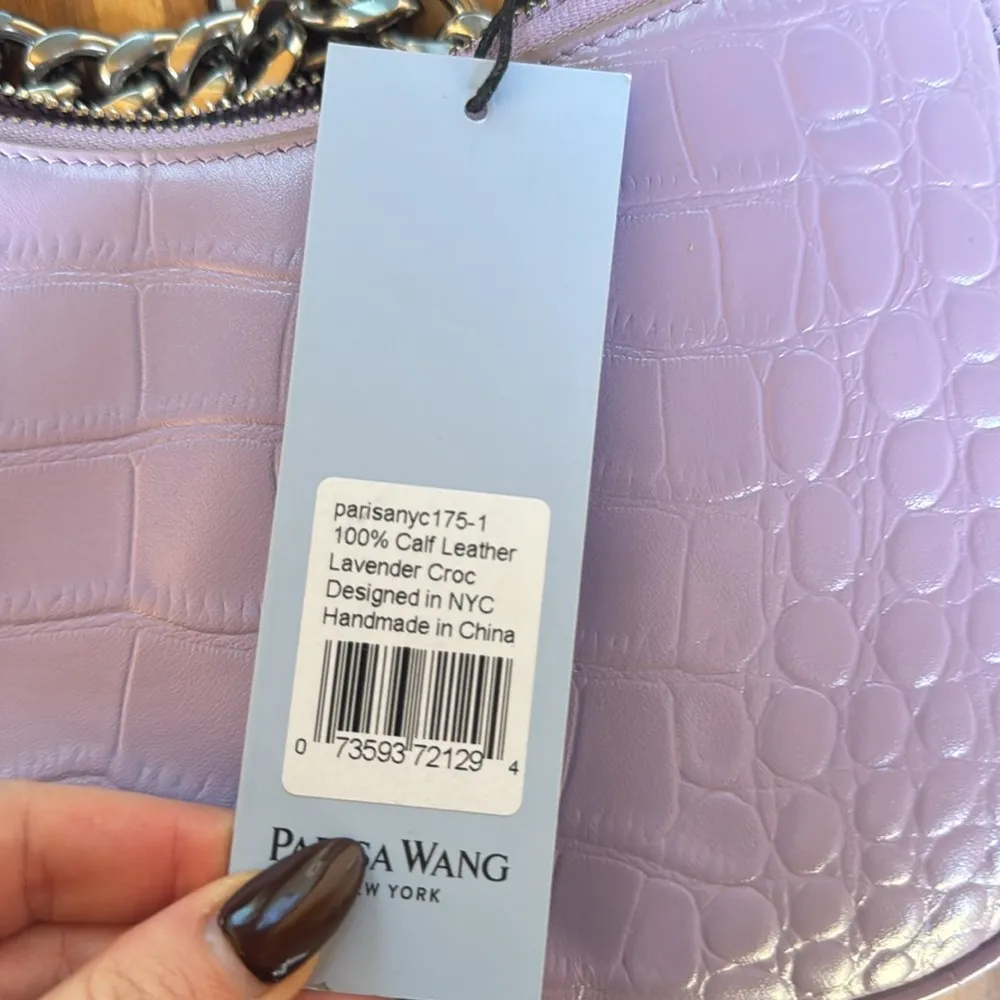 parisanyc175-1
100% Calf Leather
Lavender Croc
Designed in NYC
Handmade in China
0 73593 72129 4
WANG
YORK